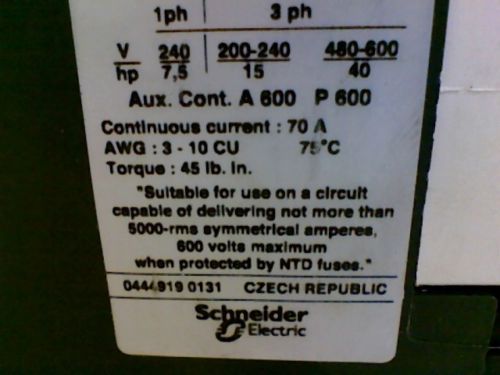 1ph 3 ph
V 240 200-240 480-600
hp 7,5 15 40
Aux. Cont. A 600 P 600
Continuous current : 70 A
AWG : 3 - 10 CU 75°C
Torque : 45 lb. in.
"Suitable for use on a circuit
capable of delivering not more than
5000-rms symmetrical amperes,
600 volts maximum
when protected by NTD fuses."
0444919 0131 CZECH REPUBLIC
Schneider
Electric